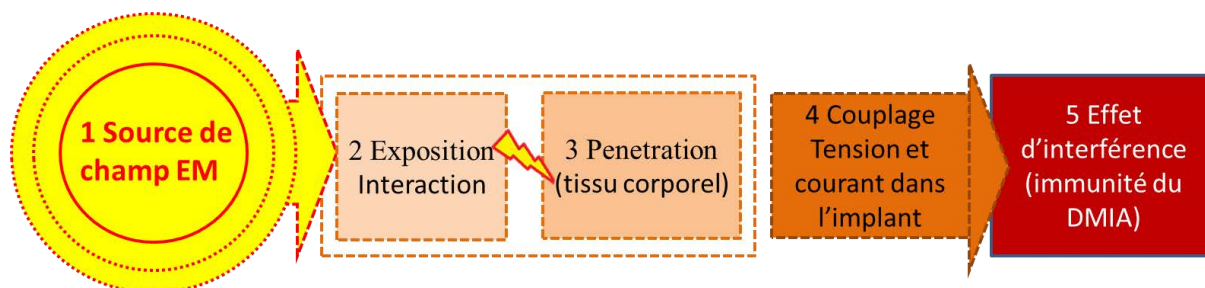 1 Source de
champ EM
2 Exposition
Interaction
3 Penetration
(tissu corporel)
4 Couplage
Tension et
courant dans
l’implant
5 Effet
d’interférence
(immunité du
DMIA)